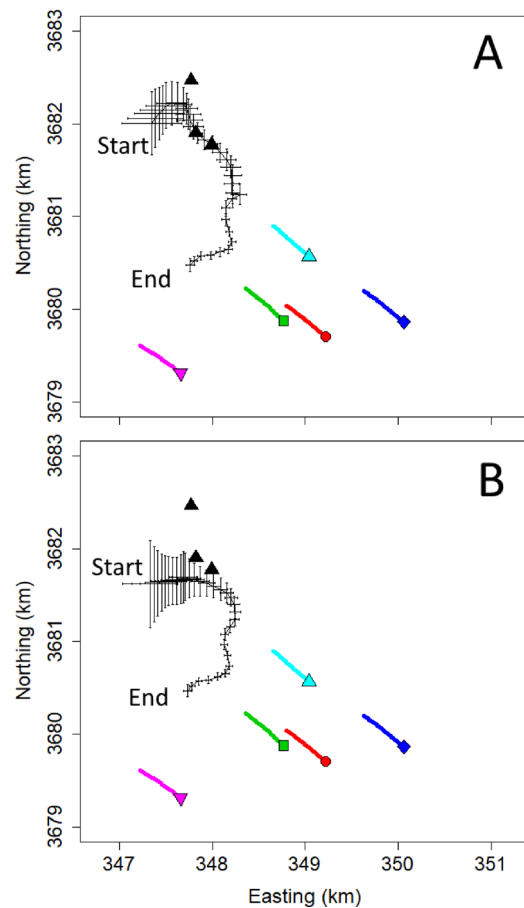 A
3683
3682
3681
3680
3679
Northing (km)
Start
End
B
3683
3682
3681
3680
3679
Northing (km)
Start
End
347 348 349 350 351
Easting (km)